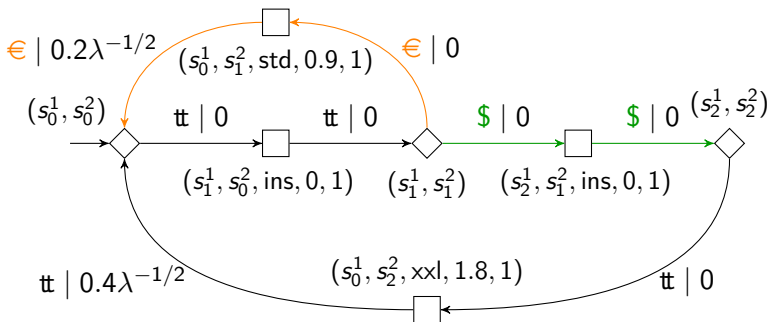 € | 0.2λ^{−1/2}
(s_0^1, s_1^2, std, 0.9, 1)
€ | 0
(s_0^1, s_0^2)
tt | 0
tt | 0
$ | 0
$ | 0
(s_2^1, s_2^2)
(s_1^1, s_0^2, ins, 0, 1)
(s_1^1, s_1^2)
(s_2^1, s_1^2, ins, 0, 1)
tt | 0.4λ^{−1/2}
(s_0^1, s_2^2, xxl, 1.8, 1)
tt | 0